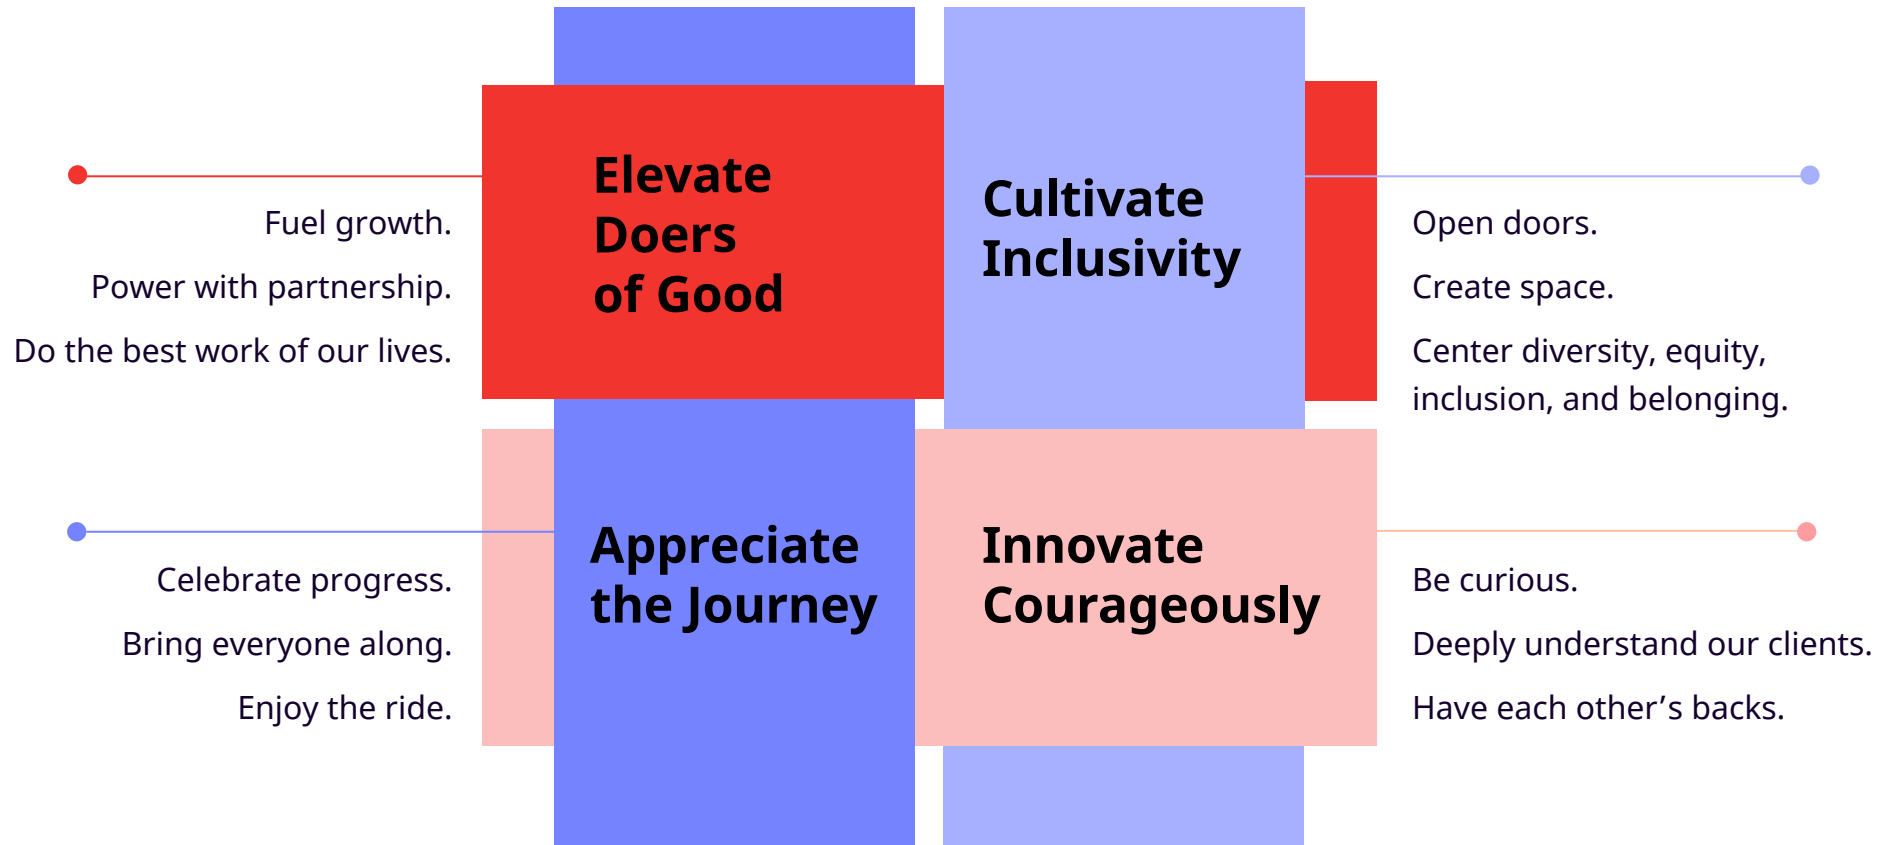 Elevate
Doers
of Good
Fuel growth.
Power with partnership.
Do the best work of our lives.
Cultivate
Inclusivity
Open doors.
Create space.
Center diversity, equity,
inclusion, and belonging.
Appreciate
the Journey
Celebrate progress.
Bring everyone along.
Enjoy the ride.
Innovate
Courageously
Be curious.
Deeply understand our clients.
Have each other’s backs.